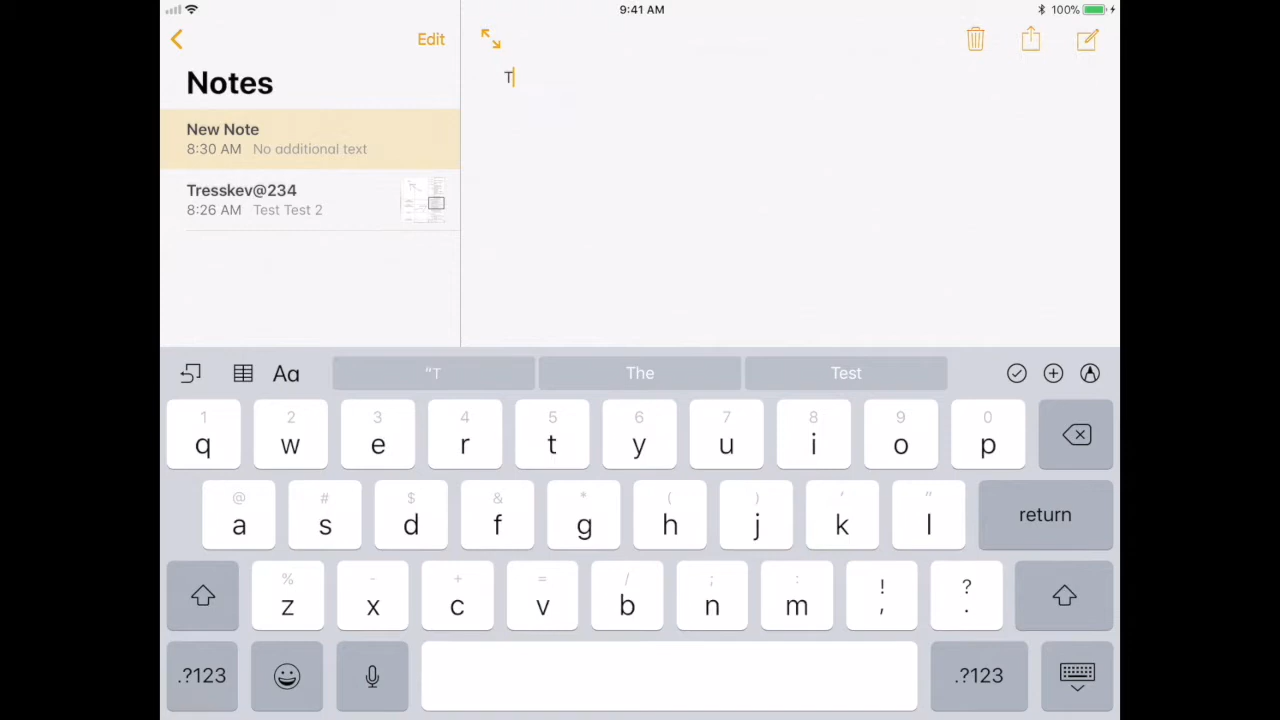 9:41 AM
100%
Edit
Notes
New Note
8:30 AM No additional text
Tresskev@234
8:26 AM Test Test 2
T
Aa
“T
The
Test
1 2 3 4 5 6 7 8 9 0
q w e r t y u i o p
@ # $ & * ( ) ' "
a s d f g h j k l
return
% - + = / ; : ! ?
z x c v b n m , .
.?123
.?123